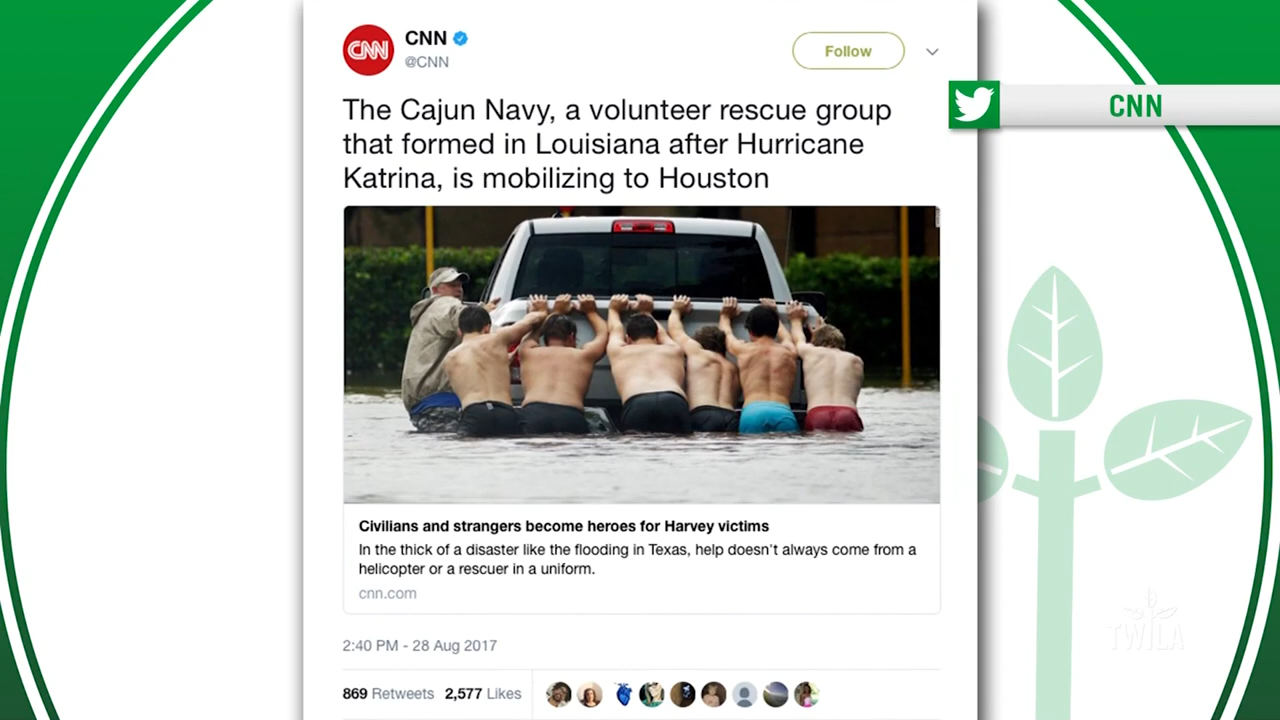 CNN
CNN
@CNN
Follow
CNN
The Cajun Navy, a volunteer rescue group
that formed in Louisiana after Hurricane
Katrina, is mobilizing to Houston
Civilians and strangers become heroes for Harvey victims
In the thick of a disaster like the flooding in Texas, help doesn't always come from a
helicopter or a rescuer in a uniform.
cnn.com
2:40 PM - 28 Aug 2017
869 Retweets 2,577 Likes
TWILA